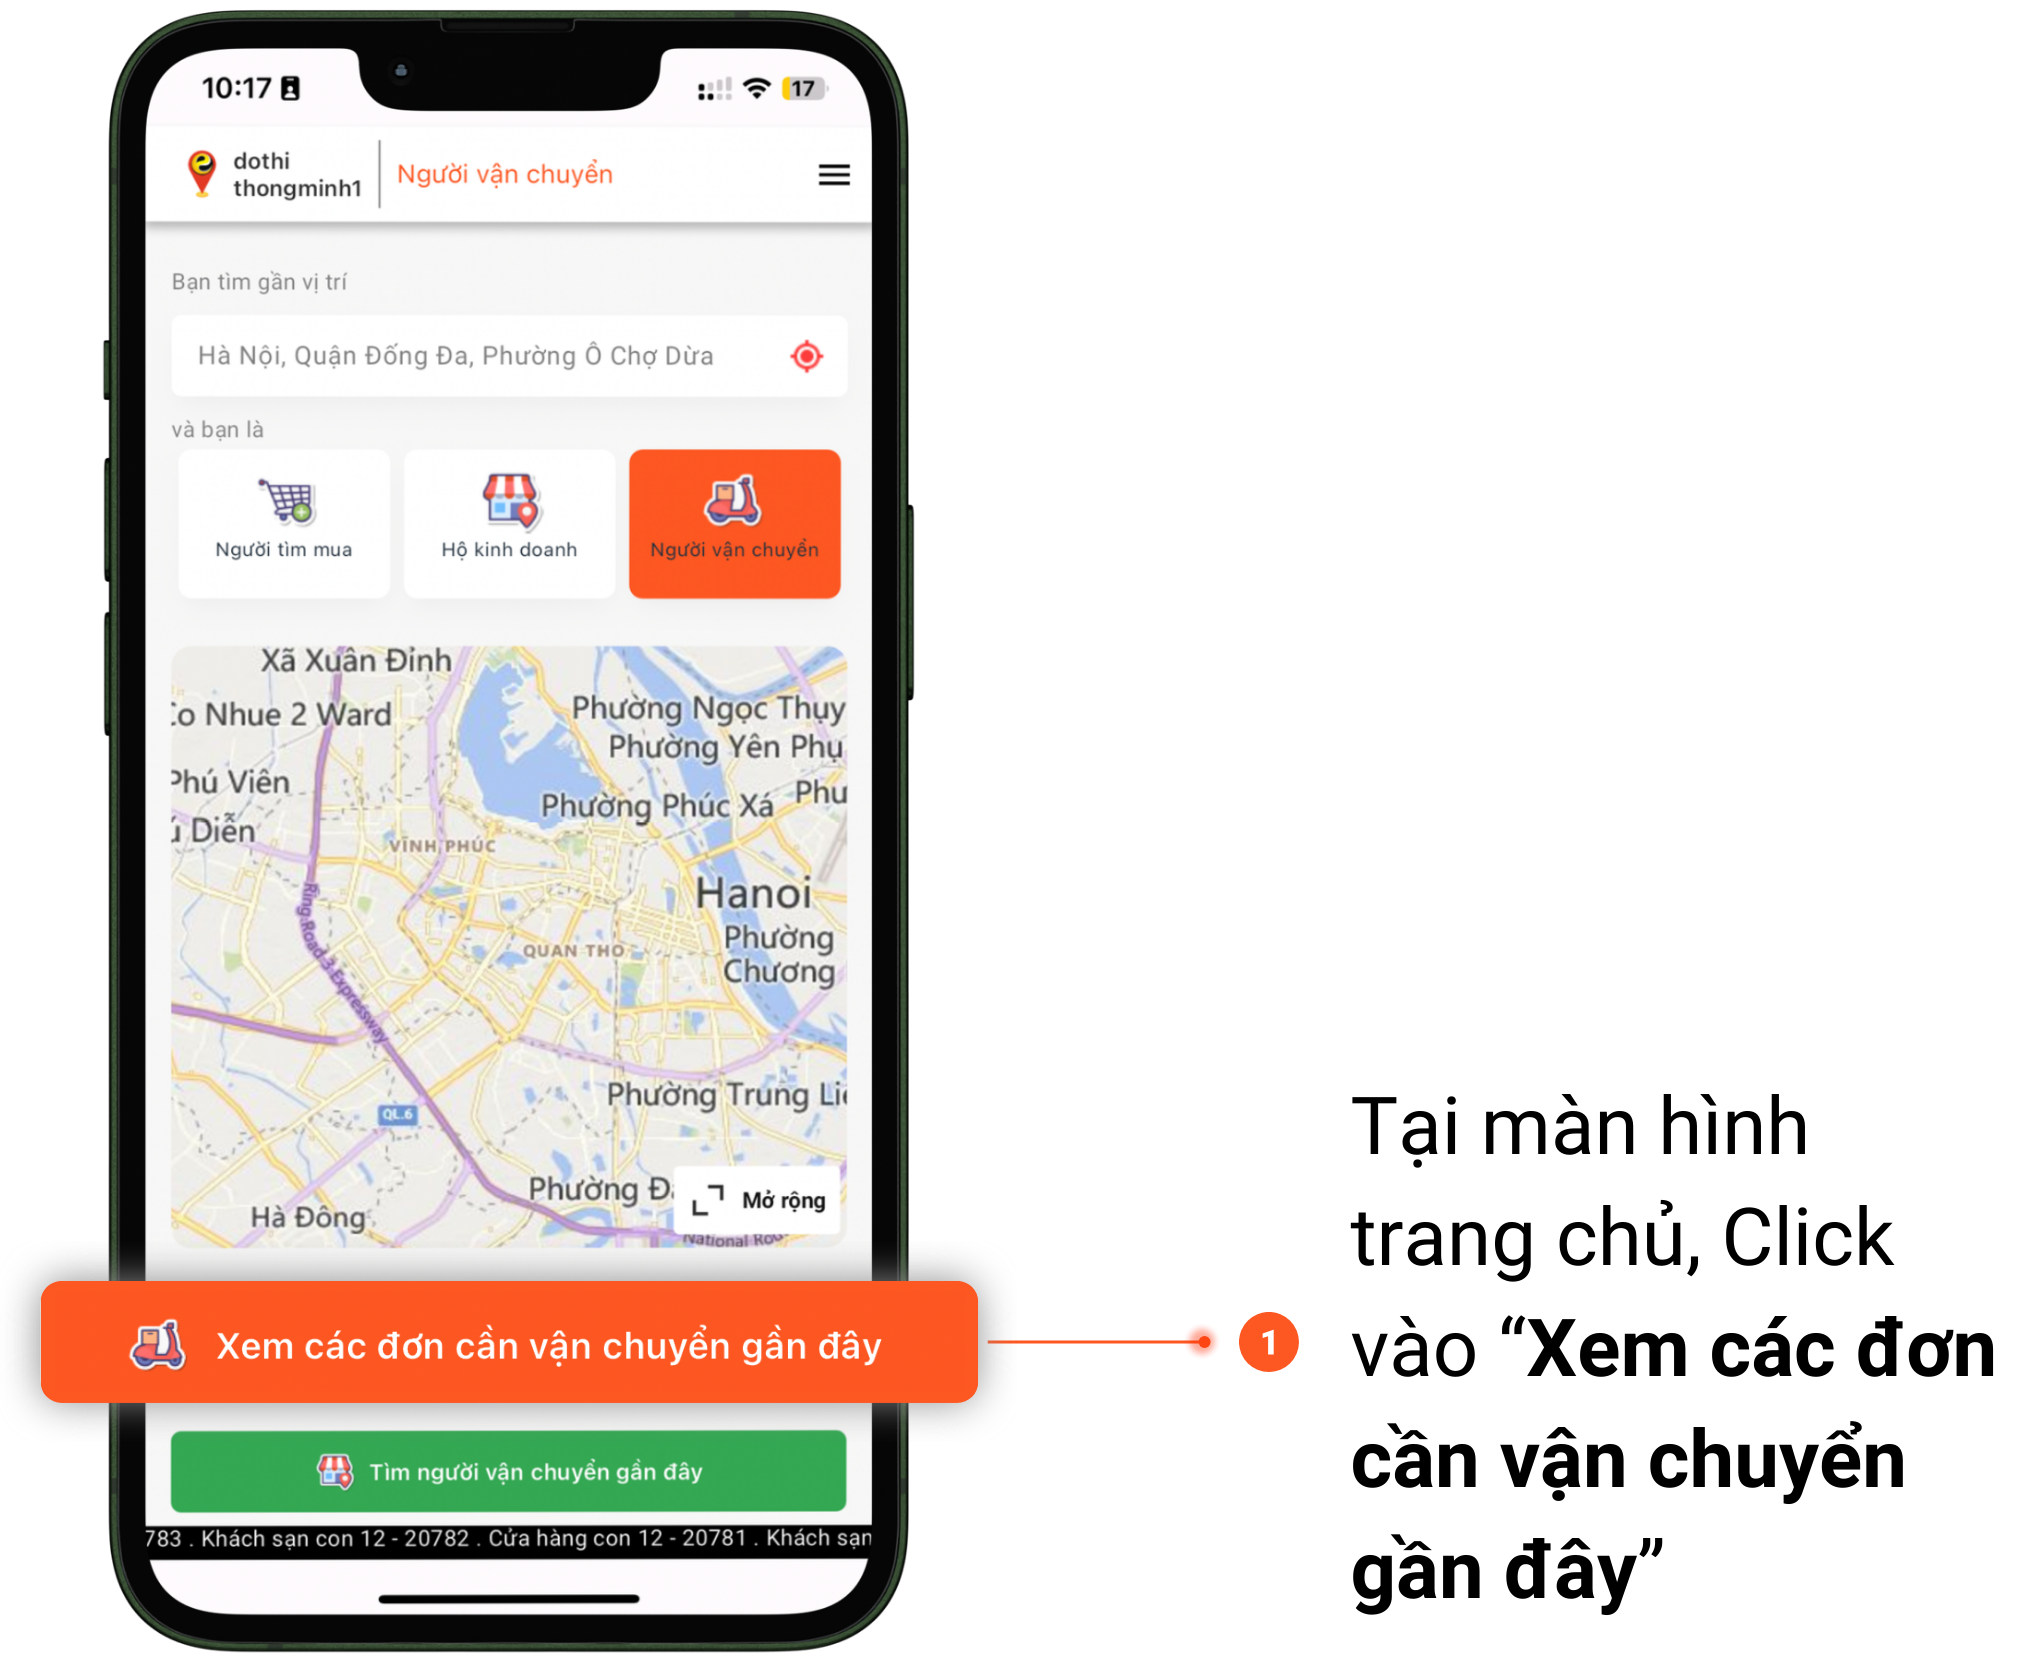 10:17
17
dothi
thongminh1
Người vận chuyển
Bạn tìm gần vị trí
Hà Nội, Quận Đống Đa, Phường Ô Chợ Dừa
và bạn là
Người tìm mua
Hộ kinh doanh
Người vận chuyển
Xã Xuân Đỉnh
Co Nhue 2 Ward
Phường Ngọc Thụy
Phường Yên Phụ
Phú Viên
Phường Phúc Xá
Phu
ú Diễn
VĨNH PHÚC
Hanoi
Ring Road 3 Expressway
Phường
Chương
QUAN THO
Phường Trung Liệ
QL.6
Phường Đ
Mở rộng
Hà Đông
National Rou
Xem các đơn cần vận chuyển gần đây
Tìm người vận chuyển gần đây
783 . Khách sạn con 12 - 20782 . Cửa hàng con 12 - 20781 . Khách sạn
1
Tại màn hình
trang chủ, Click
vào “Xem các đơn
cần vận chuyển
gần đây”